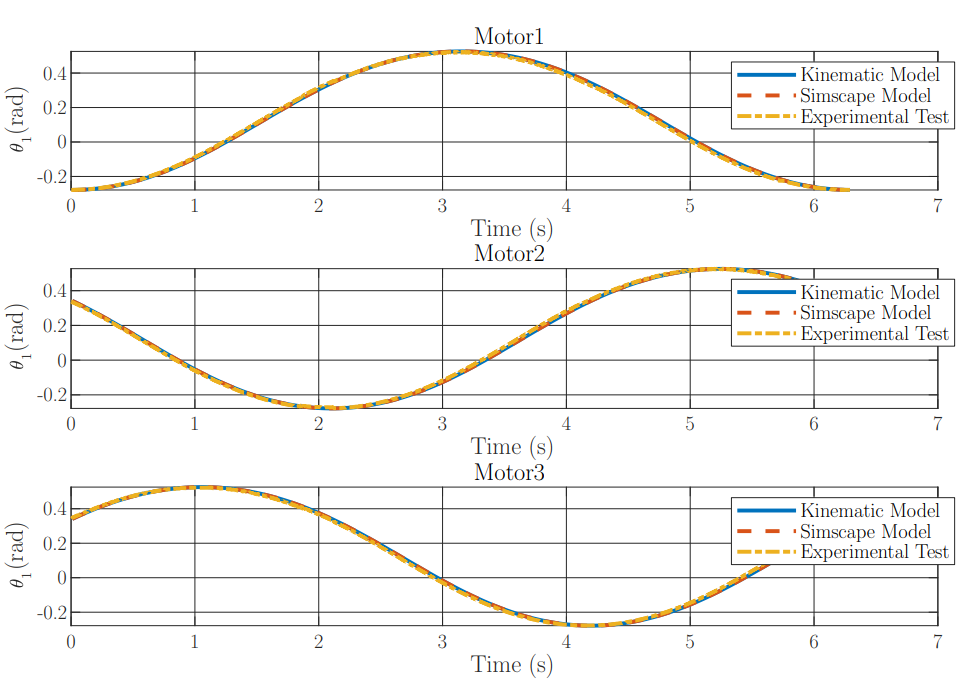 Motor1
0.4
0.2
0
-0.2
θ1(rad)
Kinematic Model
Simscape Model
Experimental Test
0 1 2 3 4 5 6 7
Time (s)
Motor2
0.4
0.2
0
-0.2
θ1(rad)
Kinematic Model
Simscape Model
Experimental Test
0 1 2 3 4 5 6 7
Time (s)
Motor3
0.4
0.2
0
-0.2
θ1(rad)
Kinematic Model
Simscape Model
Experimental Test
0 1 2 3 4 5 6 7
Time (s)